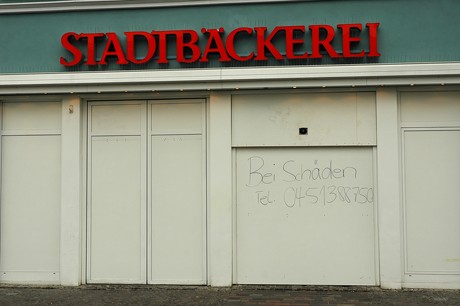 STADTBÄCKEREI
Bei Schäden
Tel. 0451388750